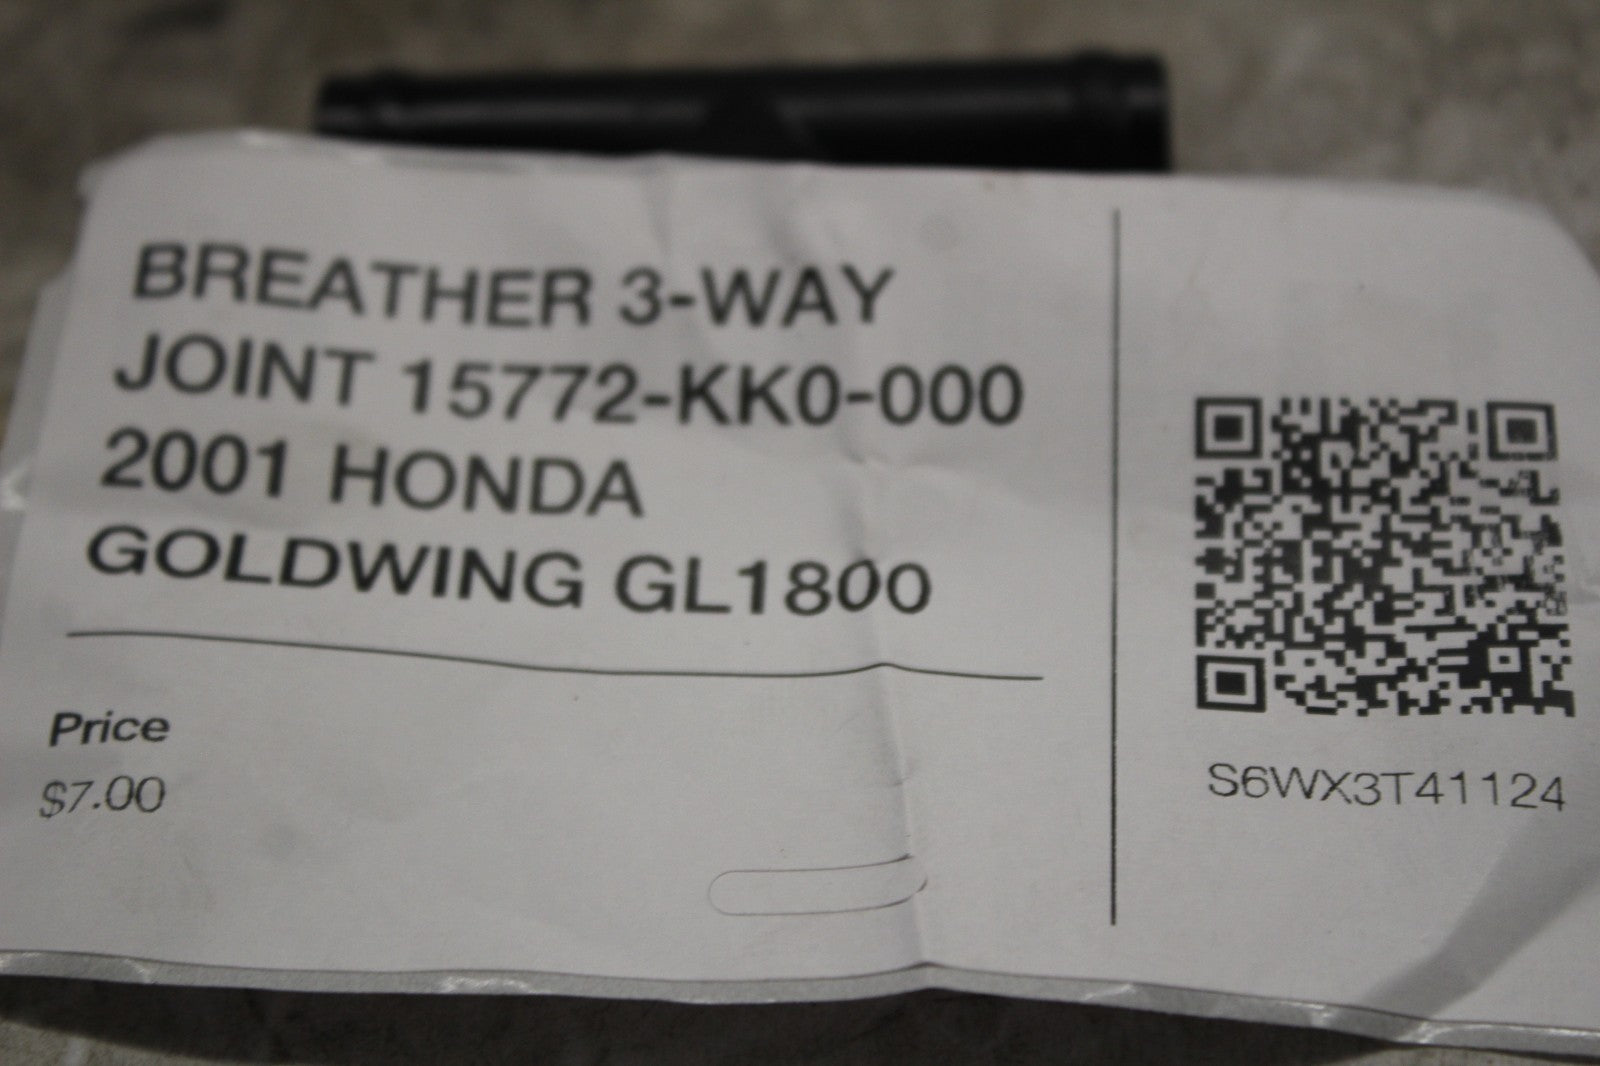 BREATHER 3-WAY
JOINT 15772-KK0-000
2001 HONDA
GOLDWING GL1800
Price
$7.00
S6WX3T41124